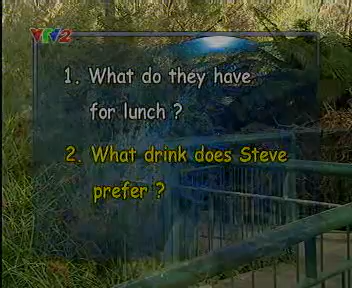 VTV2
1. What do they have
for lunch ?
2. What drink does Steve
prefer ?